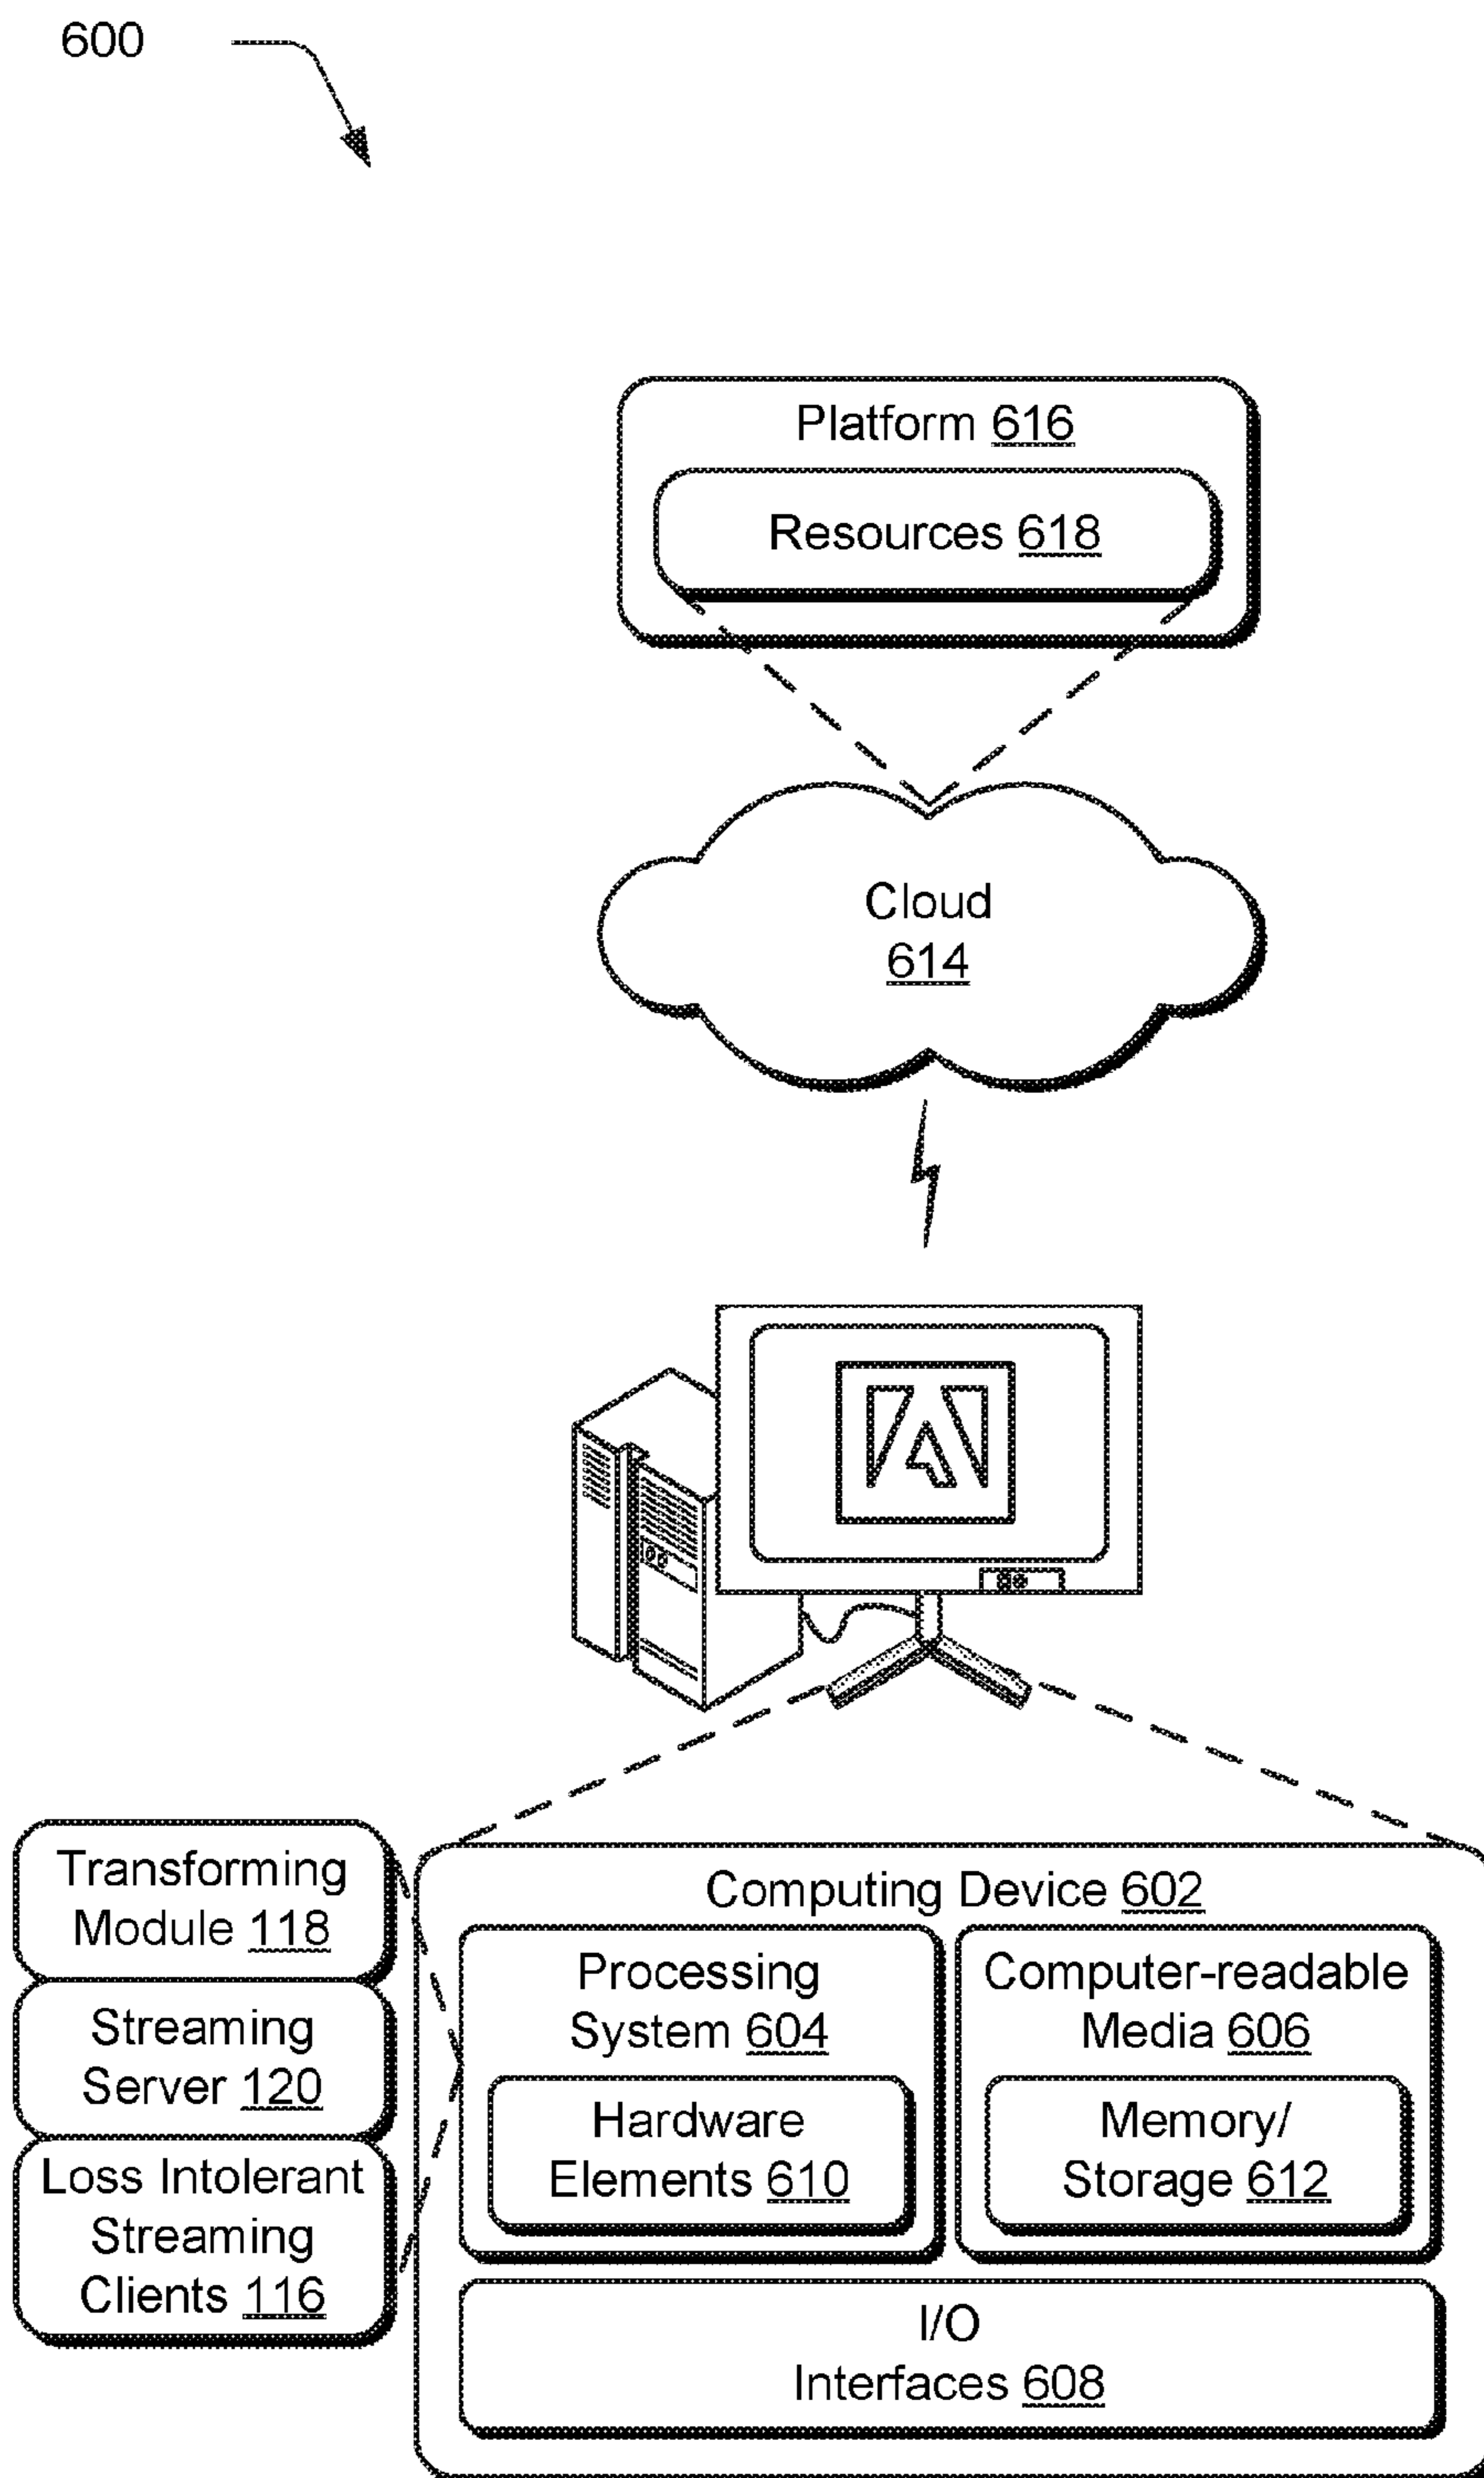 600
Platform 616
Resources 618
Cloud
614
Transforming
Module 118
Streaming
Server 120
Loss Intolerant
Streaming
Clients 116
Computing Device 602
Processing
System 604
Hardware
Elements 610
Computer-readable
Media 606
Memory/
Storage 612
I/O
Interfaces 608